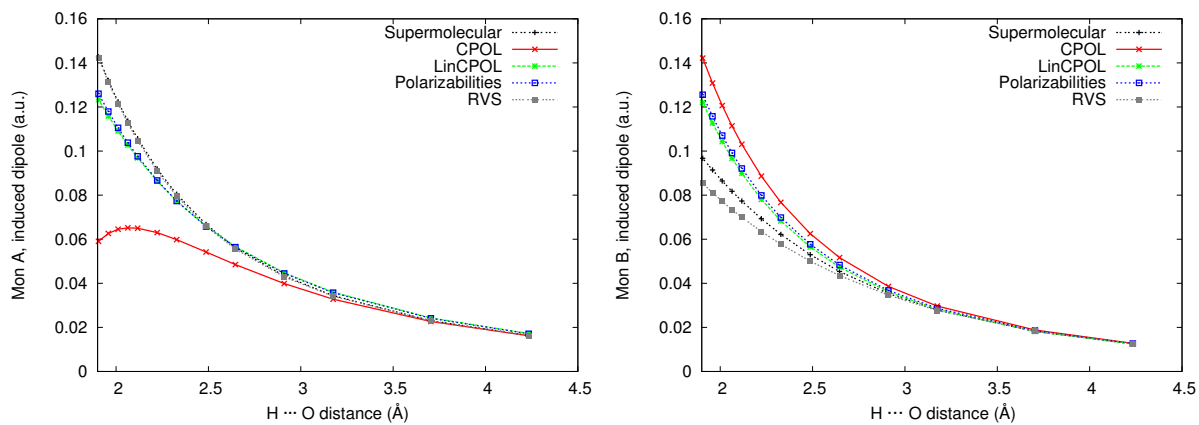 0.16
0.14
0.12
0.1
0.08
0.06
0.04
0.02
0
Mon A, induced dipole (a.u.)
Supermolecular
CPOL
LinCPOL
Polarizabilities
RVS
2 2.5 3 3.5 4 4.5
H ··· O distance (Å)
0.16
0.14
0.12
0.1
0.08
0.06
0.04
0.02
0
Mon B, induced dipole (a.u.)
Supermolecular
CPOL
LinCPOL
Polarizabilities
RVS
2 2.5 3 3.5 4 4.5
H ··· O distance (Å)